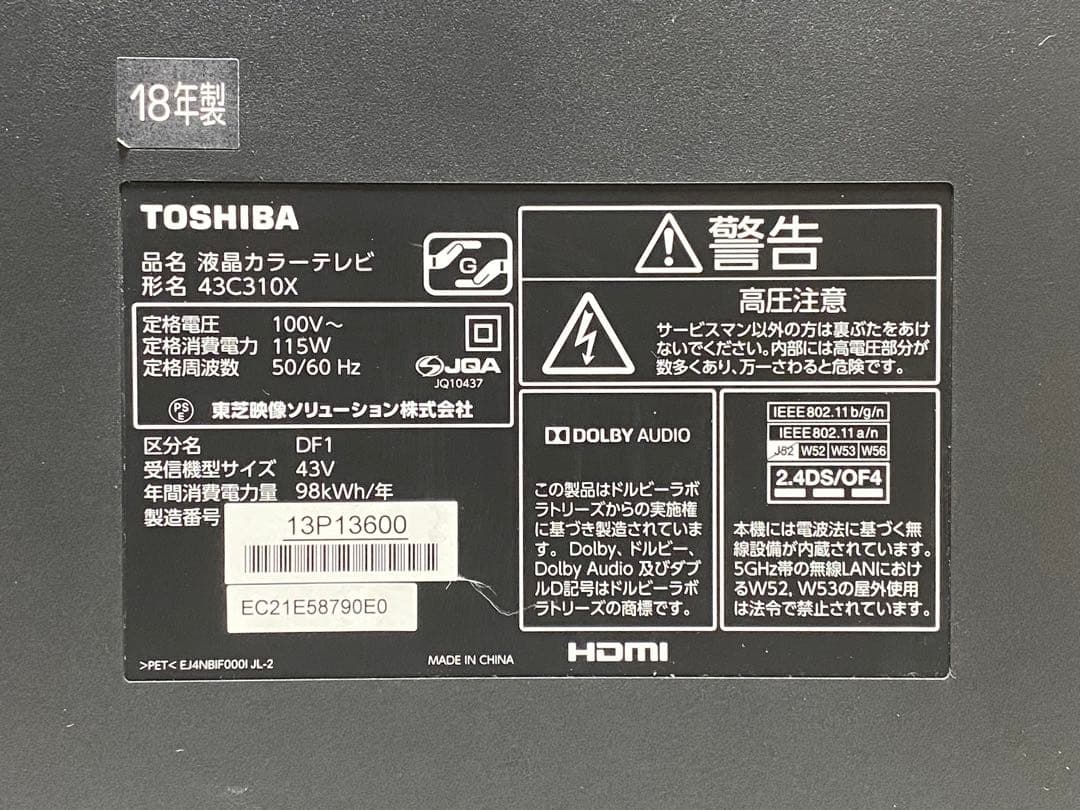 18年製
TOSHIBA
品名 液晶カラーテレビ
形名 43C310X
G
定格電圧 100V～
定格消費電力 115W
定格周波数 50/60 Hz
JQA
JQ10437
PS
E
東芝映像ソリューション株式会社
区分名 DF1
受信機型サイズ 43V
年間消費電力量 98kWh/年
製造番号
13P13600
EC21E58790E0
>PET< EJ4NBIF000I JL-2
MADE IN CHINA
警告
高圧注意
サービスマン以外の方は裏ぶたをあけ
ないでください。内部には高電圧部分が
数多くあり、万一さわると危険です。
DOLBY AUDIO
この製品はドルビーラボ
ラトリーズからの実施権
に基づき製造されていま
す。Dolby、ドルビー、
Dolby Audio 及びダブ
ルD記号はドルビーラボ
ラトリーズの商標です。
HDMI
IEEE802.11 b/g/n
IEEE802.11 a/n
J52 W52 W53 W56
2.4DS/OF4
本機には電波法に基づく無
線設備が内蔵されています。
5GHz帯の無線LANにおけ
るW52，W53の屋外使用
は法令で禁止されています。